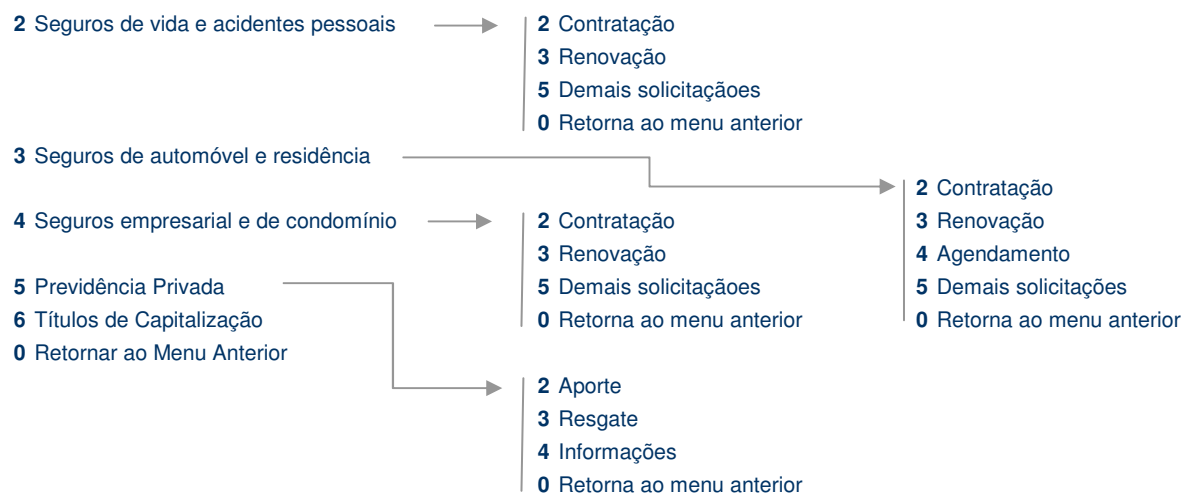 2 Seguros de vida e acidentes pessoais
2 Contratação
3 Renovação
5 Demais solicitaçãoes
0 Retorna ao menu anterior
3 Seguros de automóvel e residência
2 Contratação
3 Renovação
4 Agendamento
5 Demais solicitações
0 Retorna ao menu anterior
4 Seguros empresarial e de condomínio
2 Contratação
3 Renovação
5 Demais solicitaçãoes
0 Retorna ao menu anterior
5 Previdência Privada
6 Títulos de Capitalização
0 Retornar ao Menu Anterior
2 Aporte
3 Resgate
4 Informações
0 Retorna ao menu anterior